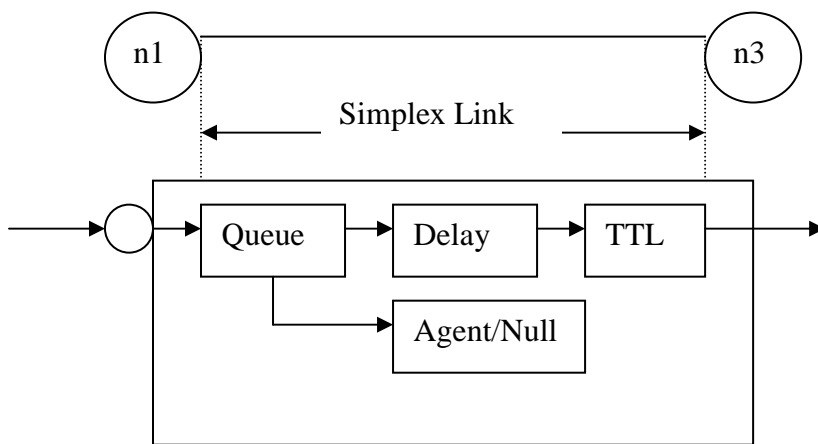 n1
n3
Simplex Link
Queue
Delay
TTL
Agent/Null